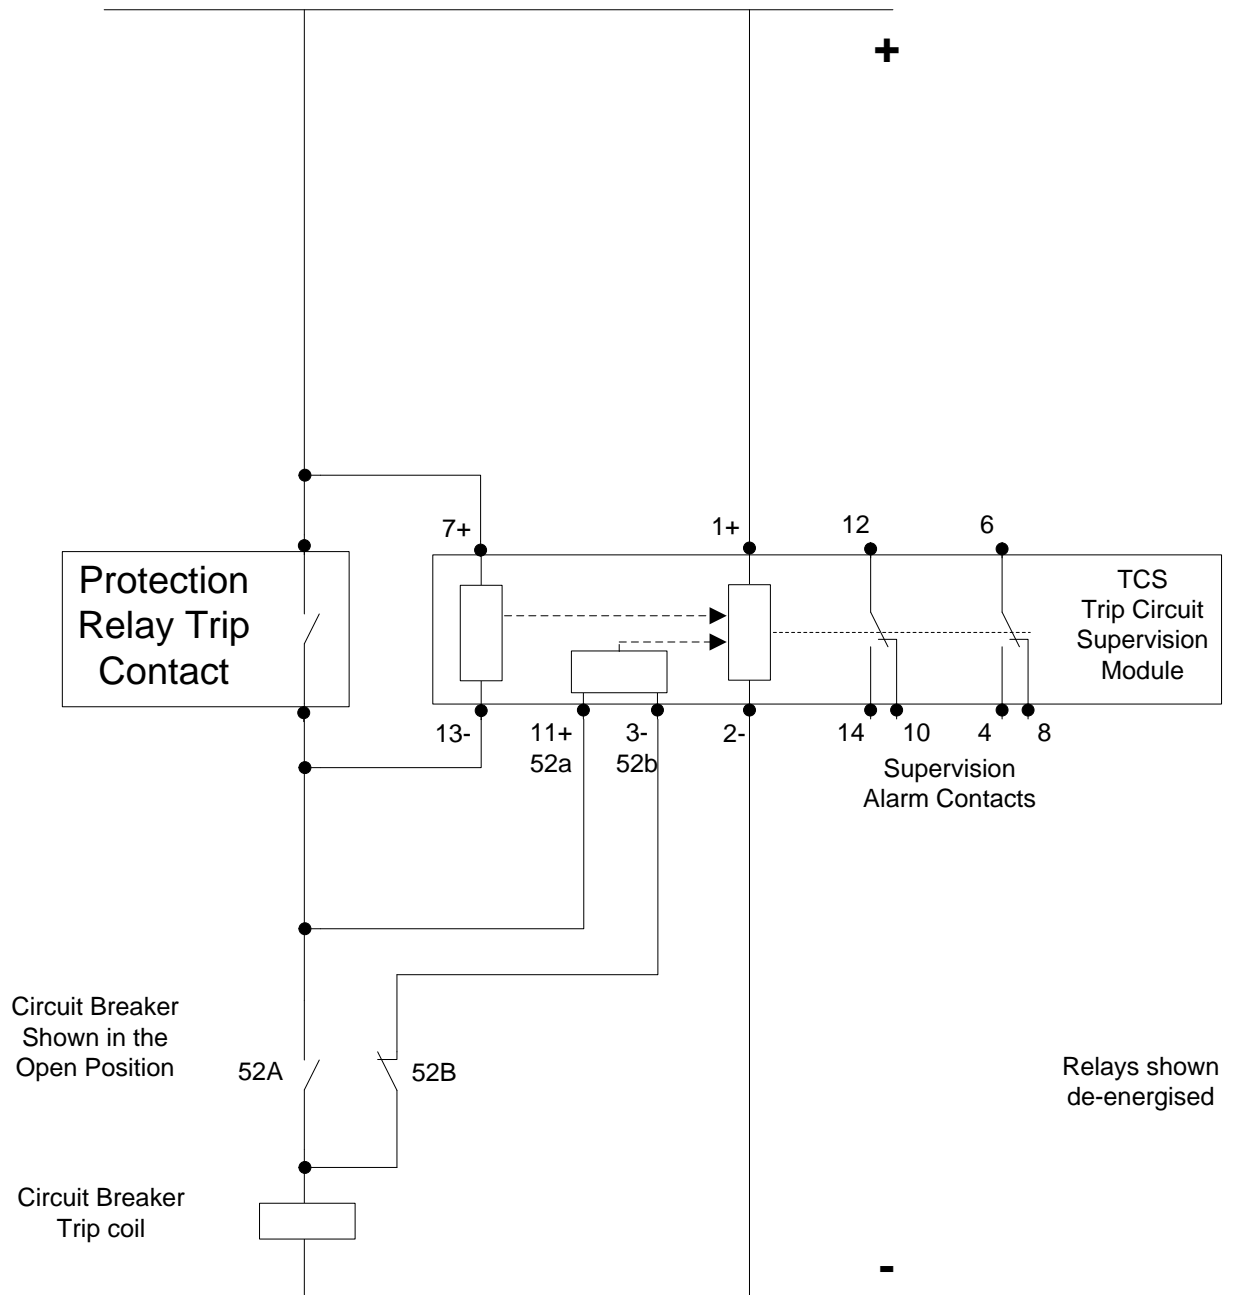 +
7+
1+
12
6
Protection
Relay Trip
Contact
TCS
Trip Circuit
Supervision
Module
13-
11+
52a
3-
52b
2-
14
10
4
8
Supervision
Alarm Contacts
Circuit Breaker
Shown in the
Open Position
52A
52B
Relays shown
de-energised
Circuit Breaker
Trip coil
-